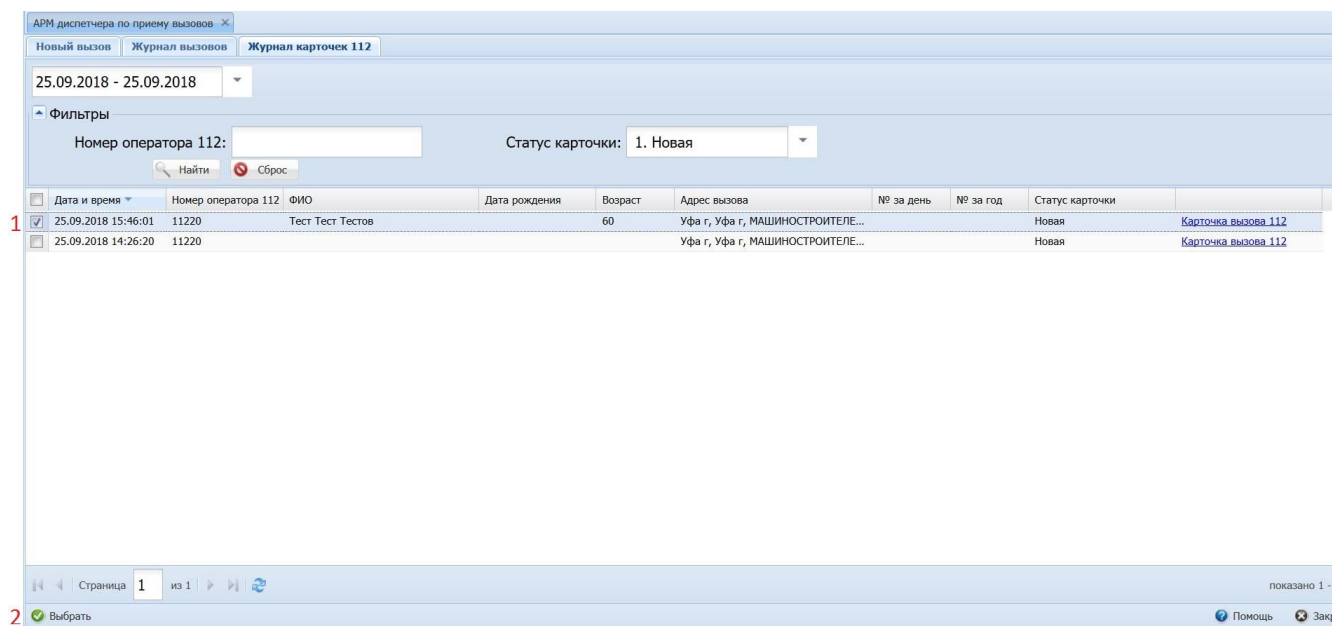 АРМ диспетчера по приему вызовов
Новый вызов Журнал вызовов Журнал карточек 112
25.09.2018 - 25.09.2018
Фильтры
Номер оператора 112: Статус карточки: 1. Новая
Найти Сброс
Дата и время Номер оператора 112 ФИО Дата рождения Возраст Адрес вызова № за день № за год Статус карточки
1 25.09.2018 15:46:01 11220 Тест Тест Тестов 60 Уфа г, Уфа г, МАШИНОСТРОИТЕЛЕ... Новая Карточка вызова 112
25.09.2018 14:26:20 11220 Уфа г, Уфа г, МАШИНОСТРОИТЕЛЕ... Новая Карточка вызова 112
Страница 1 из 1 показано 1 -
2 Выбрать Помощь Зак